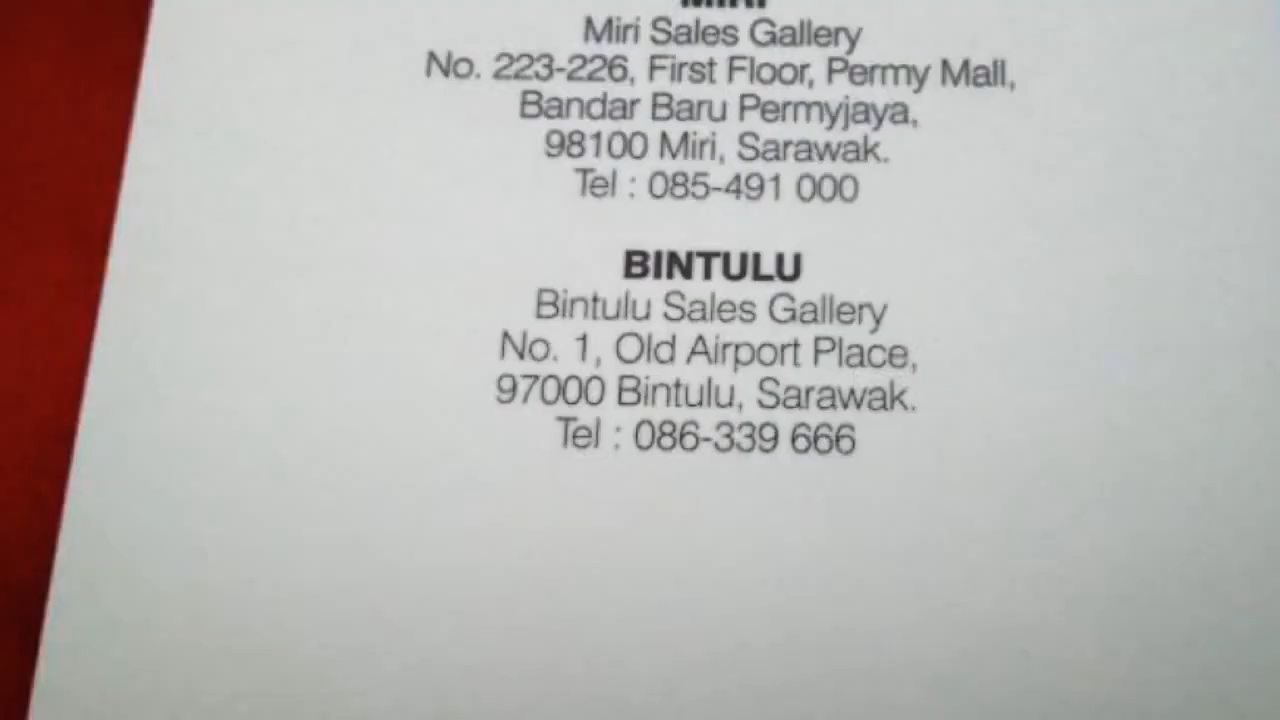 MIRI
Miri Sales Gallery
No. 223-226, First Floor, Permy Mall,
Bandar Baru Permyjaya,
98100 Miri, Sarawak.
Tel : 085-491 000
BINTULU
Bintulu Sales Gallery
No. 1, Old Airport Place,
97000 Bintulu, Sarawak.
Tel : 086-339 666